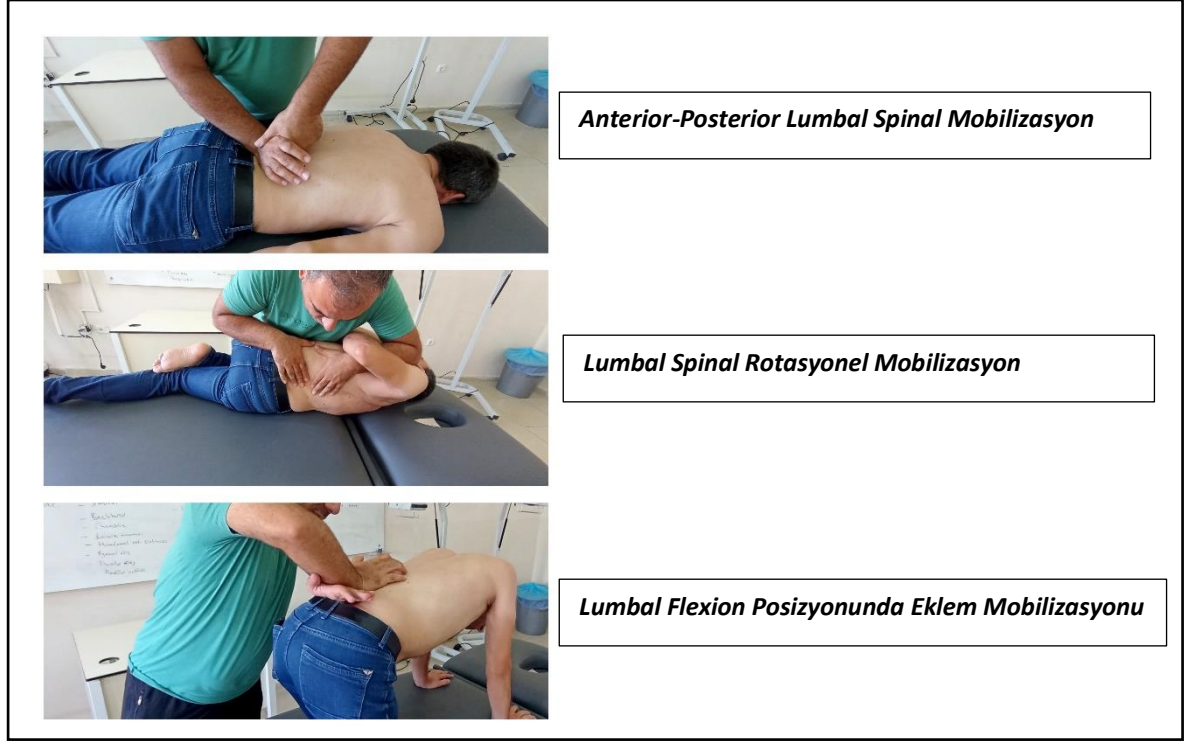 Anterior-Posterior Lumbal Spinal Mobilizasyon
Lumbal Spinal Rotasyonel Mobilizasyon
Lumbal Flexion Posizyonunda Eklem Mobilizasyonu